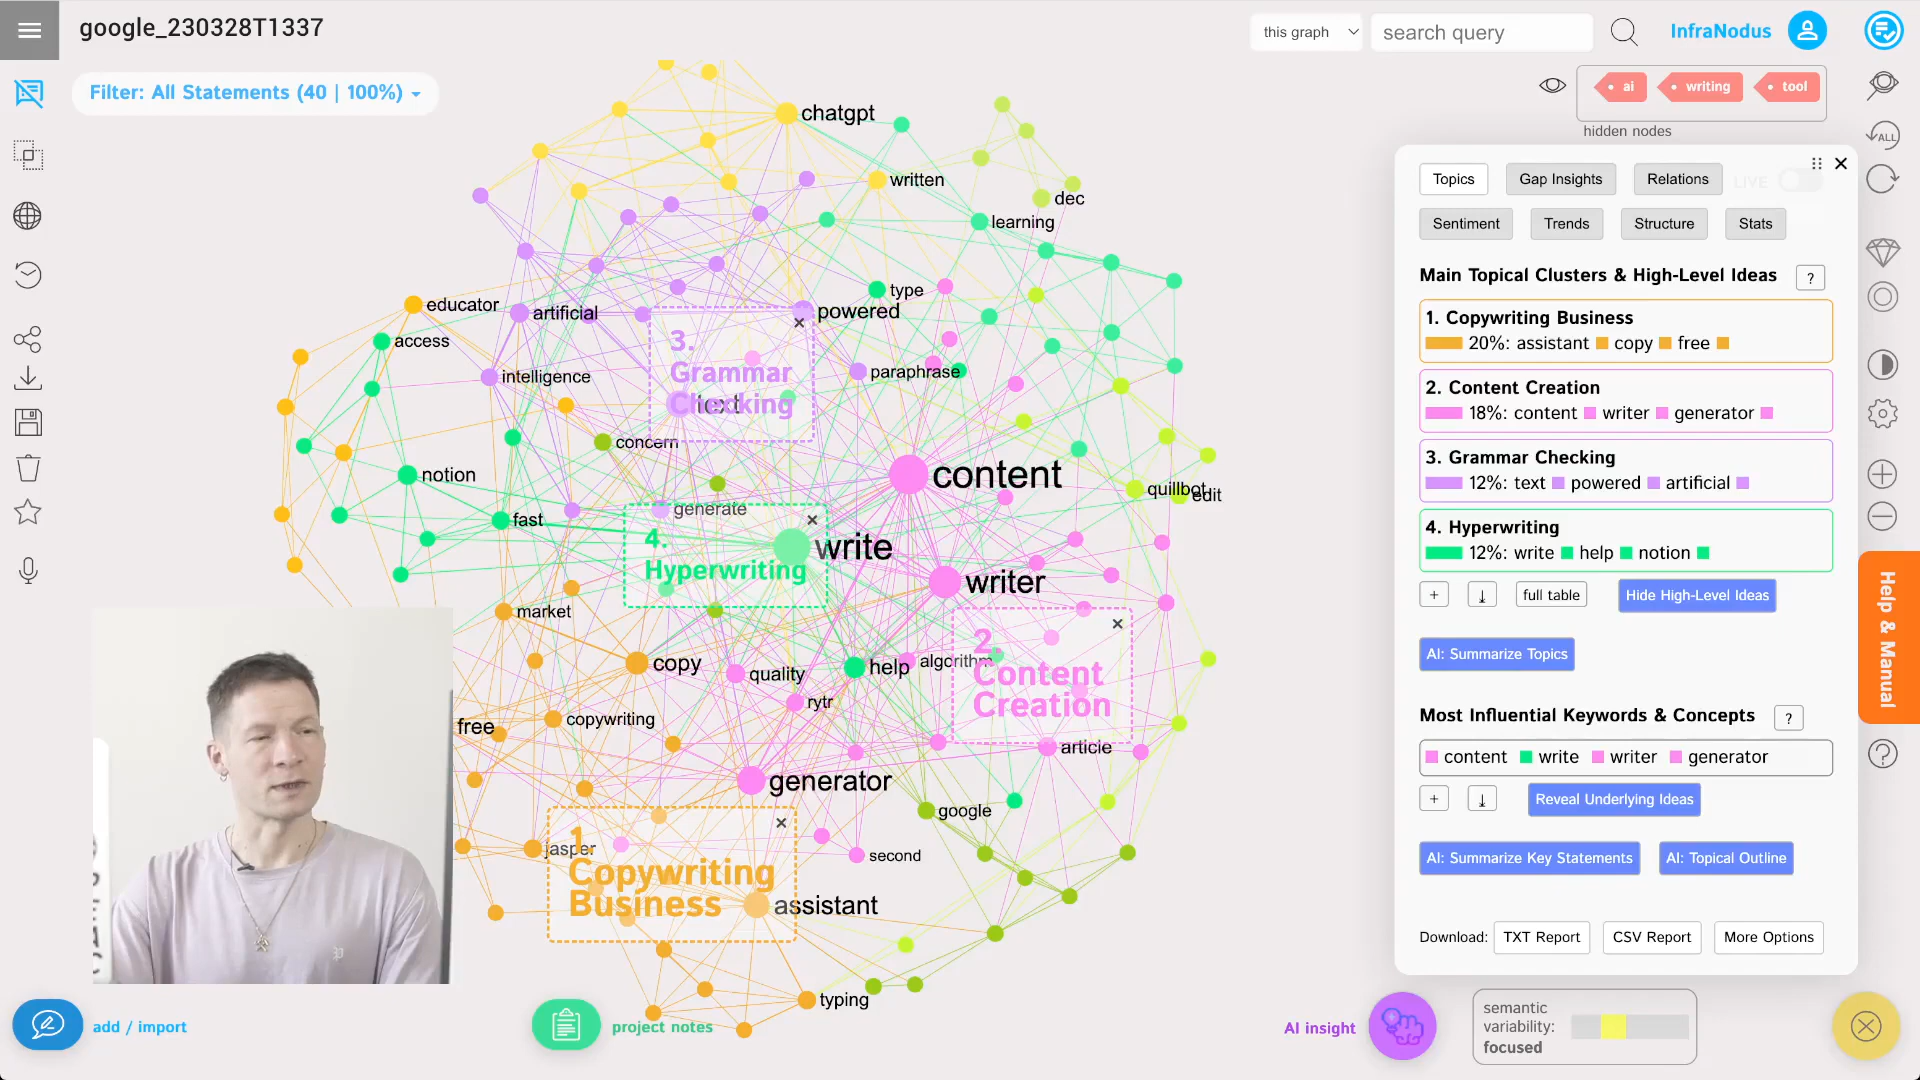 google_230328T1337
this graph
search query
InfraNodus
Filter: All Statements (40 | 100%)
ai
writing
tool
hidden nodes
ALL
chatgpt
written
dec
learning
type
powered
educator
artificial
access
intelligence
paraphrase
3.
Grammar
Checking
text
concern
content
notion
quillbot
edit
fast
generate
4.
Hyperwriting
write
writer
market
2.
Content
Creation
copy
quality
help
algorithm
rytr
free
copywriting
article
generator
google
jasper
second
1.
Copywriting
Business
assistant
typing
Topics
Gap Insights
Relations
LIVE
Sentiment
Trends
Structure
Stats
Main Topical Clusters & High-Level Ideas
?
1. Copywriting Business
20%: assistant copy free
2. Content Creation
18%: content writer generator
3. Grammar Checking
12%: text powered artificial
4. Hyperwriting
12%: write help notion
+
↓
full table
Hide High-Level Ideas
AI: Summarize Topics
Most Influential Keywords & Concepts
?
content write writer generator
+
↓
Reveal Underlying Ideas
AI: Summarize Key Statements
AI: Topical Outline
Download:
TXT Report
CSV Report
More Options
Help & Manual
add / import
project notes
AI insight
semantic
variability:
focused